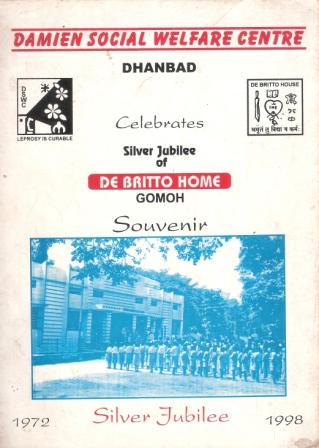 DAMIEN SOCIAL WELFARE CENTRE
DHANBAD
DSWC
LEPROSY IS CURABLE
DE BRITTO HOUSE
Celebrates
Silver Jubilee
of
DE BRITTO HOME
GOMOH
Souvenir
1972
Silver Jubilee
1998